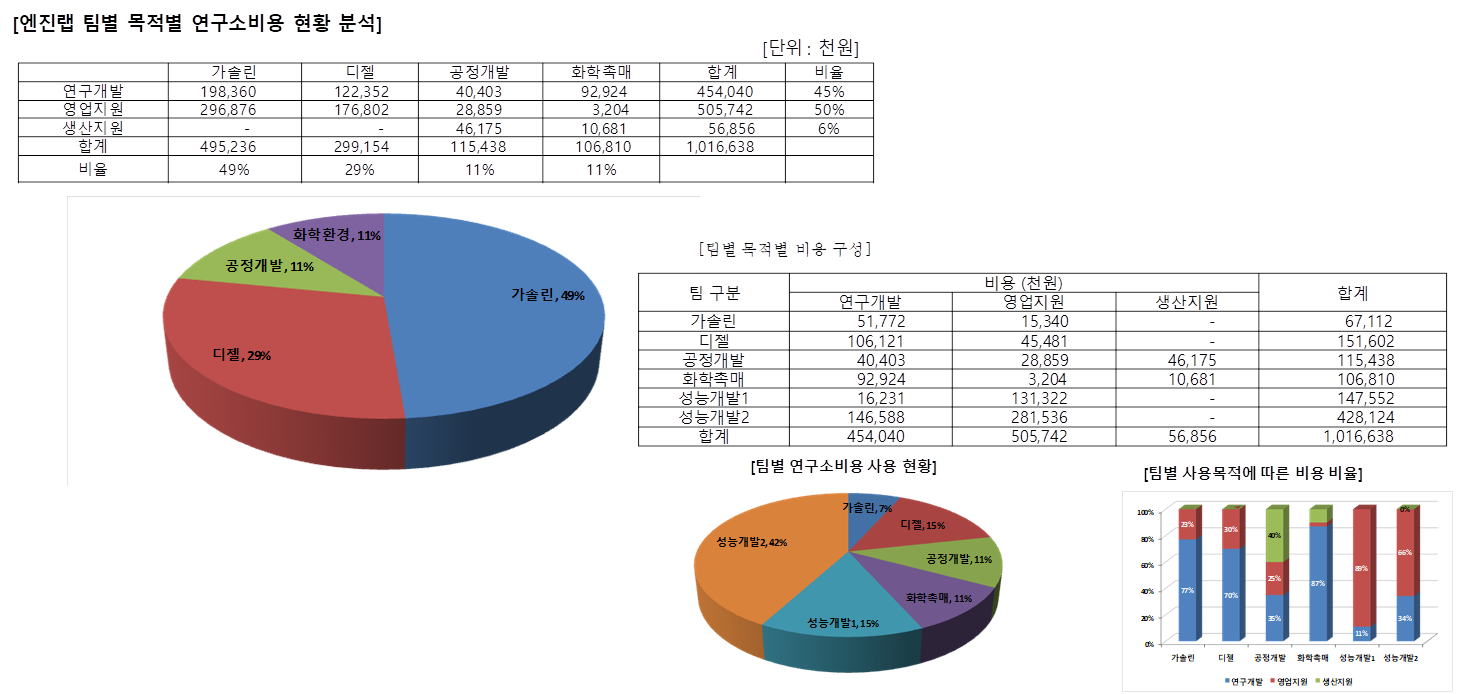 [엔진랩 팀별 목적별 연구소비용 현황 분석]
[단위 : 천원]
가솔린 디젤 공정개발 화학촉매 합계 비율
연구개발 198,360 122,352 40,403 92,924 454,040 45%
영업지원 296,876 176,802 28,859 3,204 505,742 50%
생산지원 - - 46,175 10,681 56,856 6%
합계 495,236 299,154 115,438 106,810 1,016,638
비율 49% 29% 11% 11%
화학환경, 11%
공정개발, 11%
가솔린, 49%
디젤, 29%
[팀별 목적별 비용 구성]
팀 구분 비용 (천원) 합계
연구개발 영업지원 생산지원
가솔린 51,772 15,340 - 67,112
디젤 106,121 45,481 - 151,602
공정개발 40,403 28,859 46,175 115,438
화학촉매 92,924 3,204 10,681 106,810
성능개발1 16,231 131,322 - 147,552
성능개발2 146,588 281,536 - 428,124
합계 454,040 505,742 56,856 1,016,638
[팀별 연구소비용 사용 현황]
가솔린, 7%
디젤, 15%
성능개발2, 42%
공정개발, 11%
화학촉매, 11%
성능개발1, 15%
[팀별 사용목적에 따른 비용 비율]
100%
80%
60%
40%
20%
0%
23% 30% 40% 0%
25% 89% 66%
77% 70% 35% 87% 11% 34%
가솔린 디젤 공정개발 화학촉매 성능개발1 성능개발2
연구개발 영업지원 생산지원